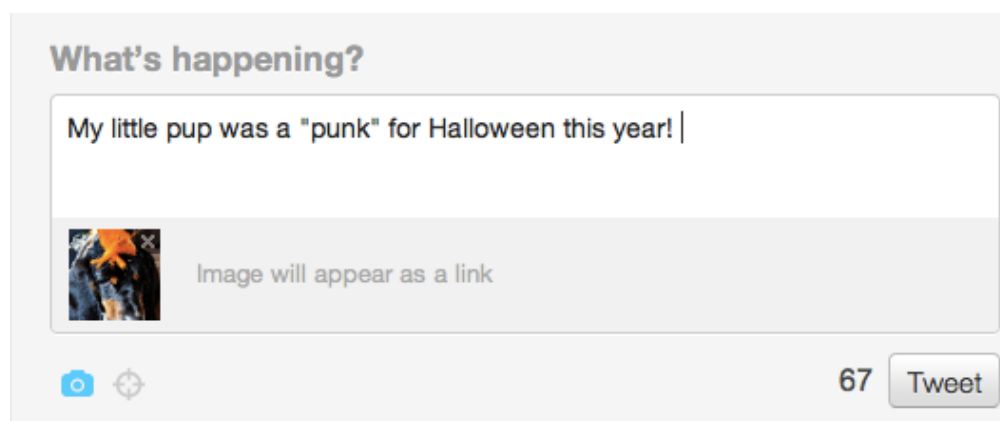 What's happening?
My little pup was a "punk" for Halloween this year!
Image will appear as a link
67 Tweet